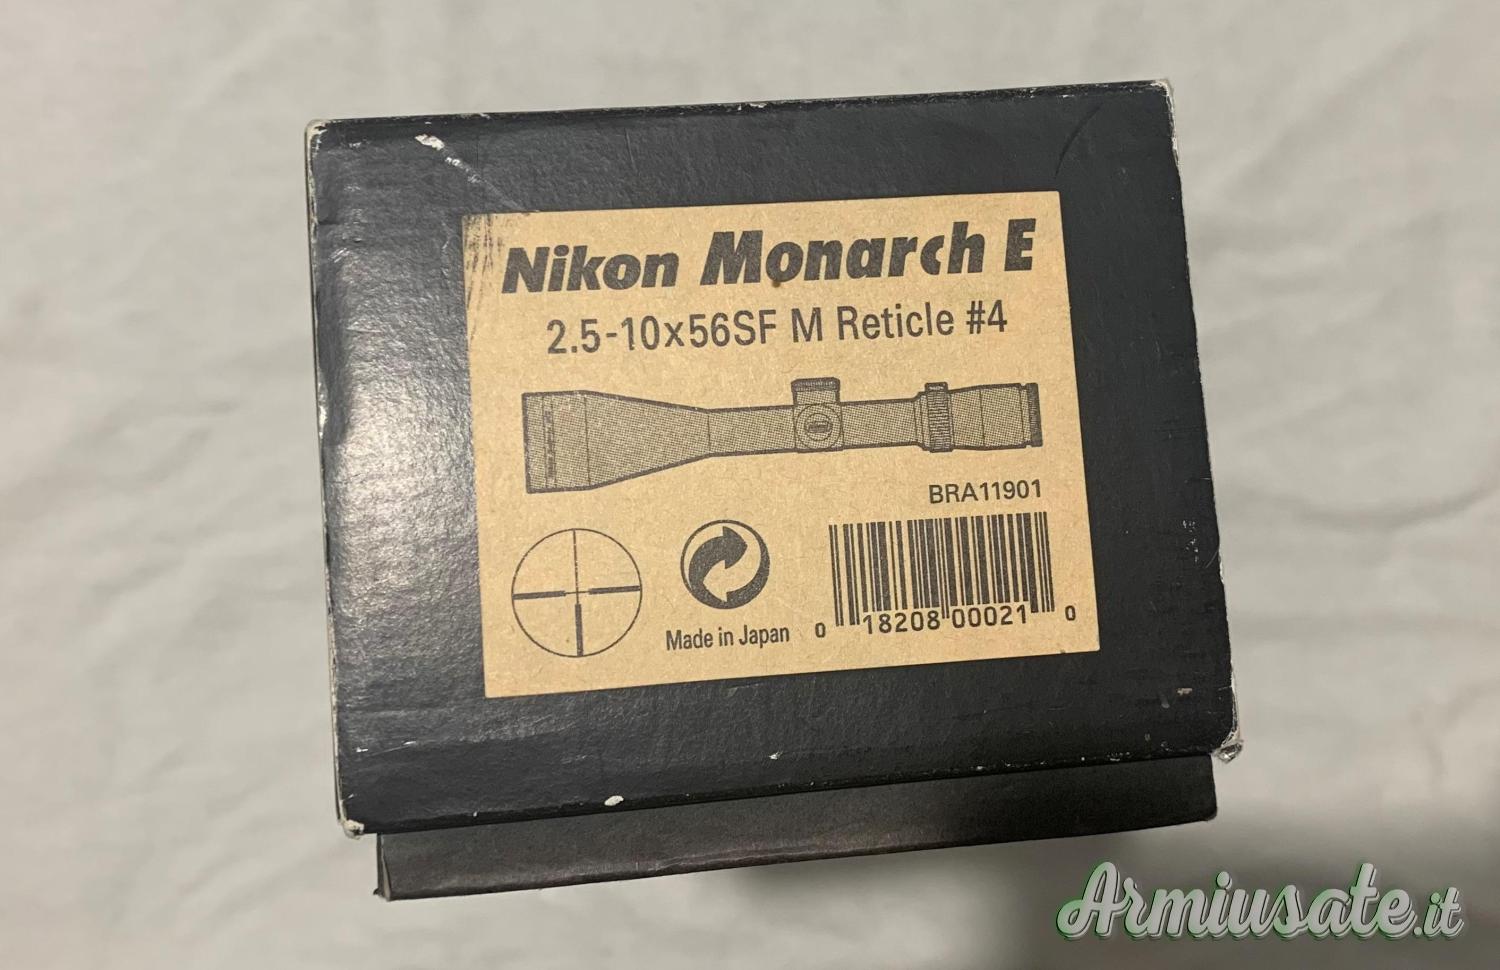 Nikon Monarch E
2.5-10x56SF M Reticle #4
BRA11901
Made in Japan
0 18208 00021 0
Armiusate.it